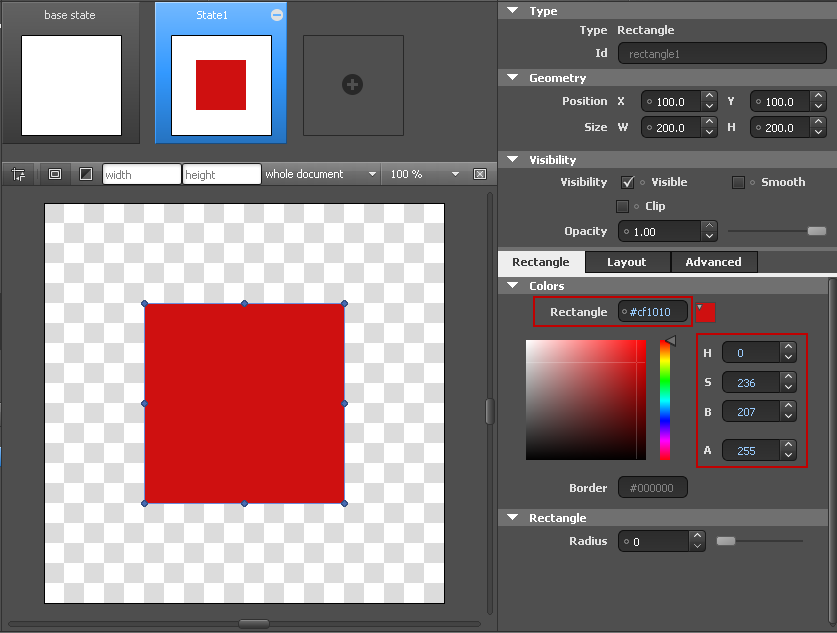 base state
State1
width
height
whole document
100 %
Type
Type Rectangle
Id rectangle1
Geometry
Position X 100.0 Y 100.0
Size W 200.0 H 200.0
Visibility
Visibility Visible Smooth
Clip
Opacity 1.00
Rectangle Layout Advanced
Colors
Rectangle #cf1010
H 0
S 236
B 207
A 255
Border #000000
Rectangle
Radius 0